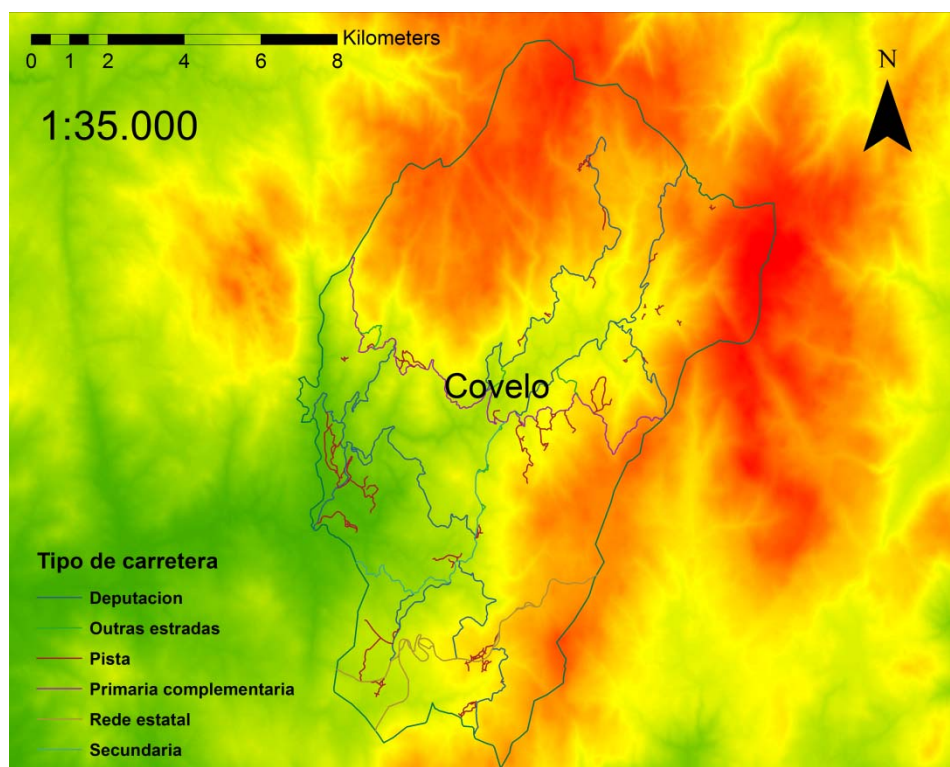 Kilometers
0 1 2 4 6 8
N
1:35.000
Covelo
Tipo de carretera
Deputacion
Outras estradas
Pista
Primaria complementaria
Rede estatal
Secundaria